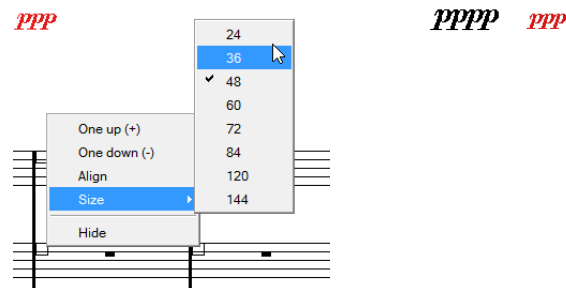 ppp
pppp ppp
24
36
48
60
72
84
120
144
One up (+)
One down (-)
Align
Size
Hide